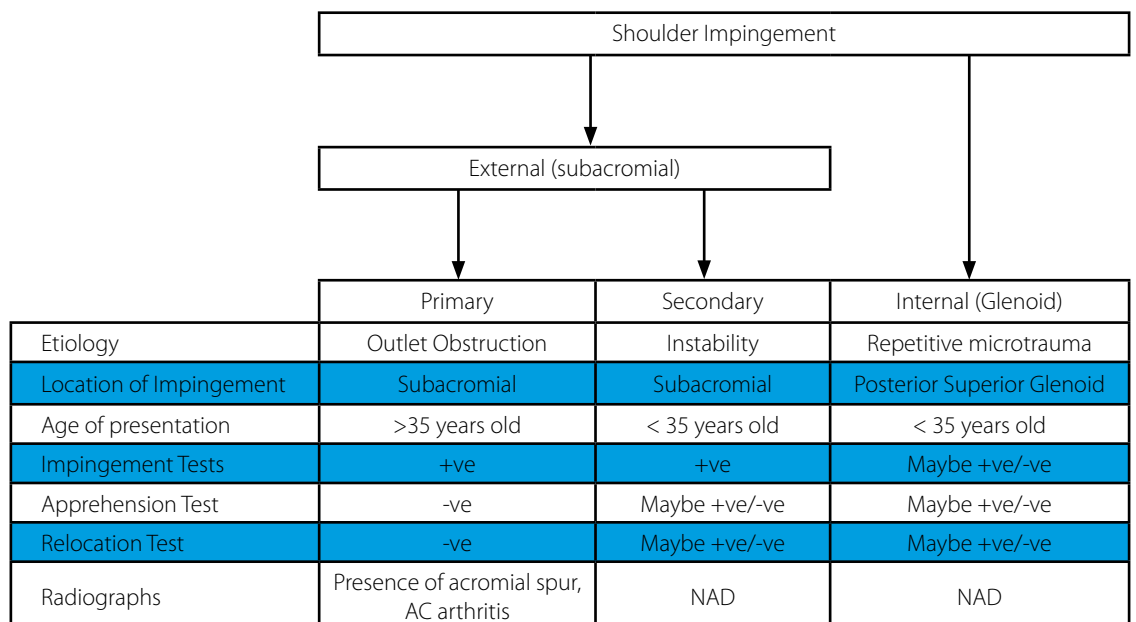 Shoulder Impingement
External (subacromial)
Primary Secondary Internal (Glenoid)
Etiology Outlet Obstruction Instability Repetitive microtrauma
Location of Impingement Subacromial Subacromial Posterior Superior Glenoid
Age of presentation >35 years old < 35 years old < 35 years old
Impingement Tests +ve +ve Maybe +ve/-ve
Apprehension Test -ve Maybe +ve/-ve Maybe +ve/-ve
Relocation Test -ve Maybe +ve/-ve Maybe +ve/-ve
Radiographs Presence of acromial spur, NAD NAD
AC arthritis